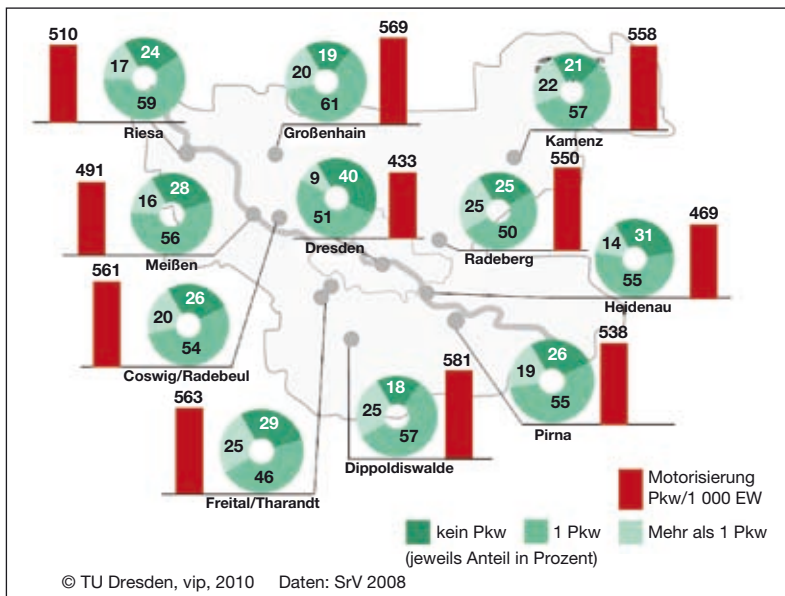 510
17
24
59
Riesa
20
19
61
569
Großenhain
22
21
57
558
Kamenz
491
16
28
56
Meißen
9
40
51
433
Dresden
25
25
50
550
Radeberg
14
31
55
469
Heidenau
561
20
26
54
Coswig/Radebeul
563
25
29
46
Freital/Tharandt
25
18
57
581
Dippoldiswalde
19
26
55
538
Pirna
Motorisierung
Pkw/1 000 EW
kein Pkw 1 Pkw Mehr als 1 Pkw
(jeweils Anteil in Prozent)
© TU Dresden, vip, 2010 Daten: SrV 2008